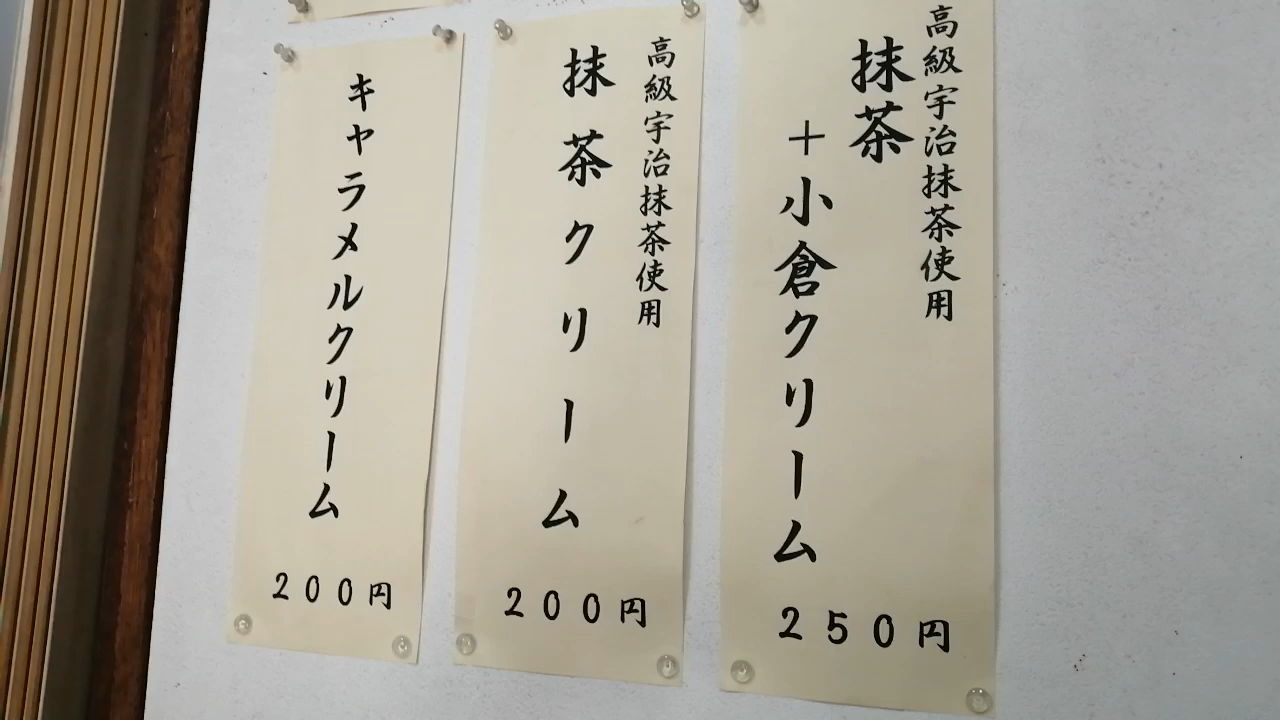 高級宇治抹茶使用
抹茶
＋小倉クリーム
２５０円
高級宇治抹茶使用
抹茶クリーム
２００円
キャラメルクリーム
２００円